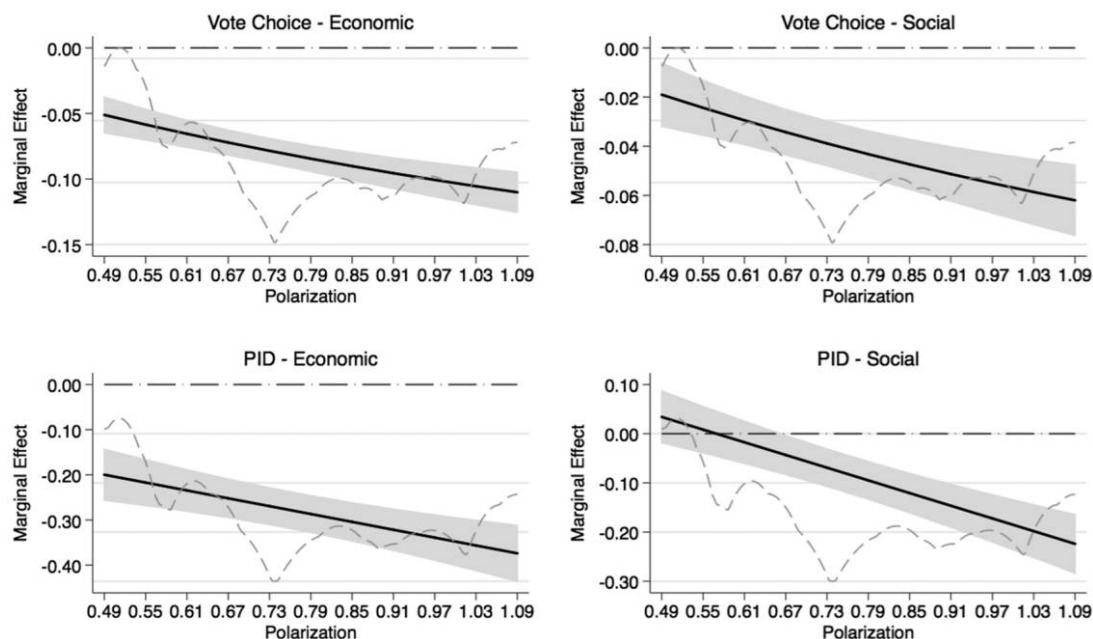 Vote Choice - Economic
Marginal Effect
0.00
-0.05
-0.10
-0.15
0.49 0.55 0.61 0.67 0.73 0.79 0.85 0.91 0.97 1.03 1.09
Polarization
Vote Choice - Social
Marginal Effect
0.00
-0.02
-0.04
-0.06
-0.08
0.49 0.55 0.61 0.67 0.73 0.79 0.85 0.91 0.97 1.03 1.09
Polarization
PID - Economic
Marginal Effect
0.00
-0.10
-0.20
-0.30
-0.40
0.49 0.55 0.61 0.67 0.73 0.79 0.85 0.91 0.97 1.03 1.09
Polarization
PID - Social
Marginal Effect
0.10
0.00
-0.10
-0.20
-0.30
0.49 0.55 0.61 0.67 0.73 0.79 0.85 0.91 0.97 1.03 1.09
Polarization